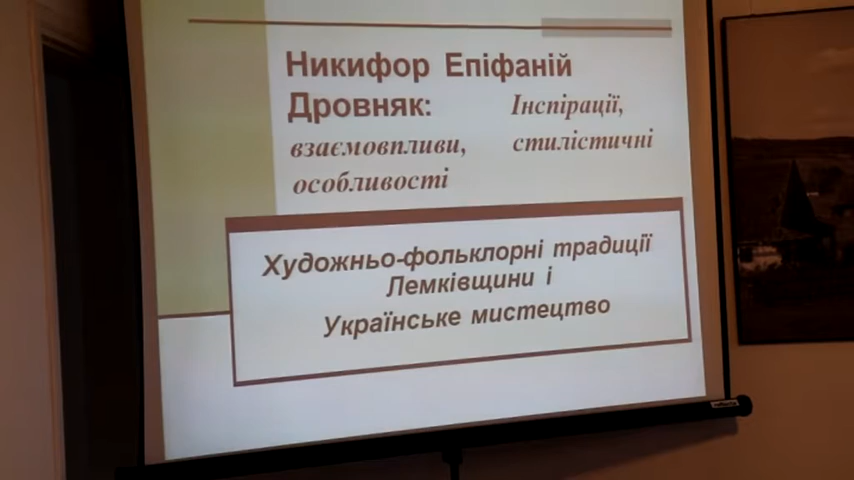 Никифор Епіфаній
Дровняк: Інспірації,
взаємовпливи, стилістичні
особливості
Художньо-фольклорні традиції
Лемківщини і
Українське мистецтво